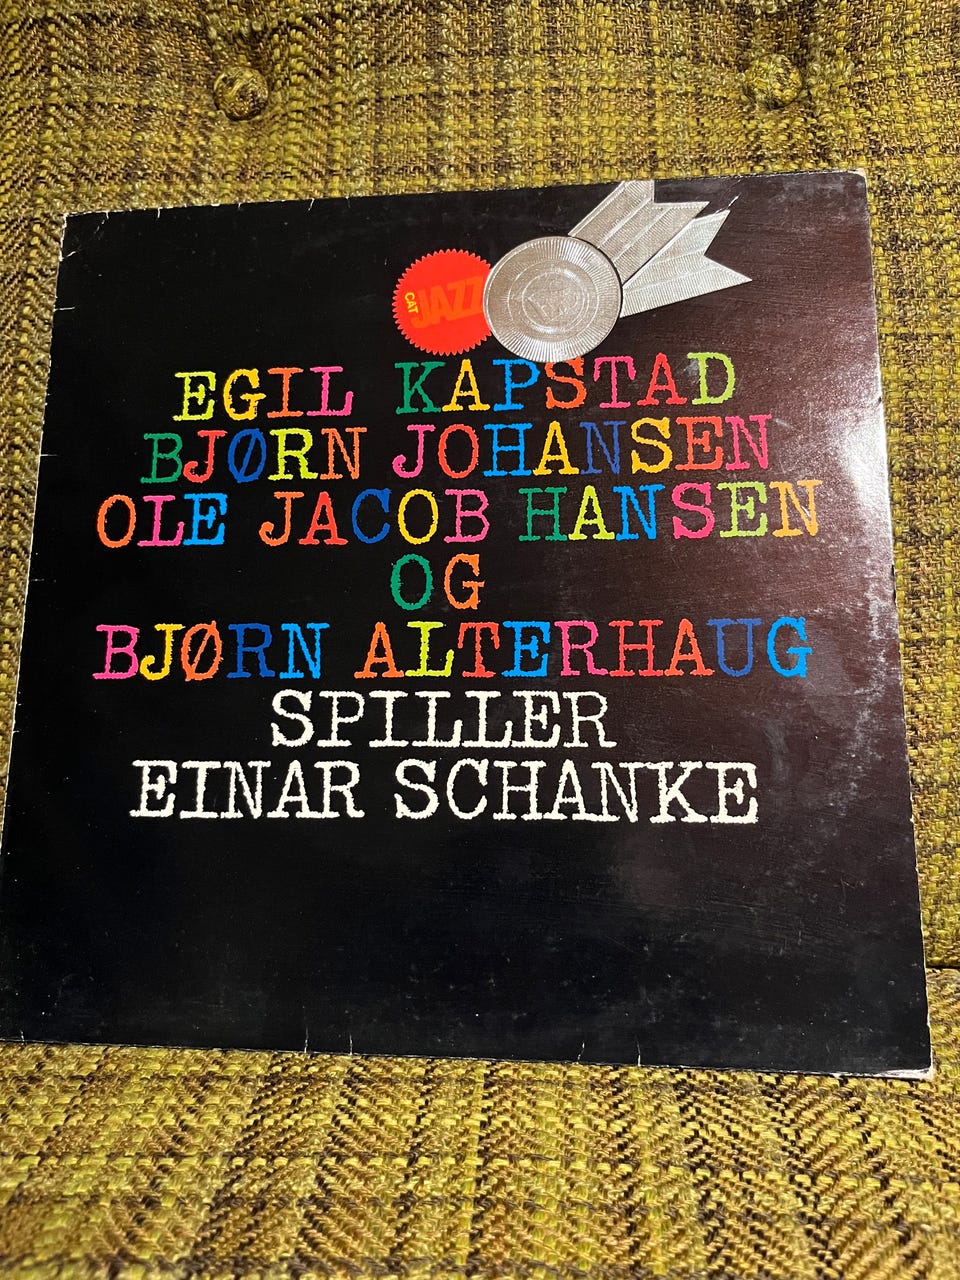 CAT JAZZ
EGIL KAPSTAD
BJØRN JOHANSEN
OLE JACOB HANSEN
OG
BJØRN ALTERHAUG
SPILLER
EINAR SCHANKE